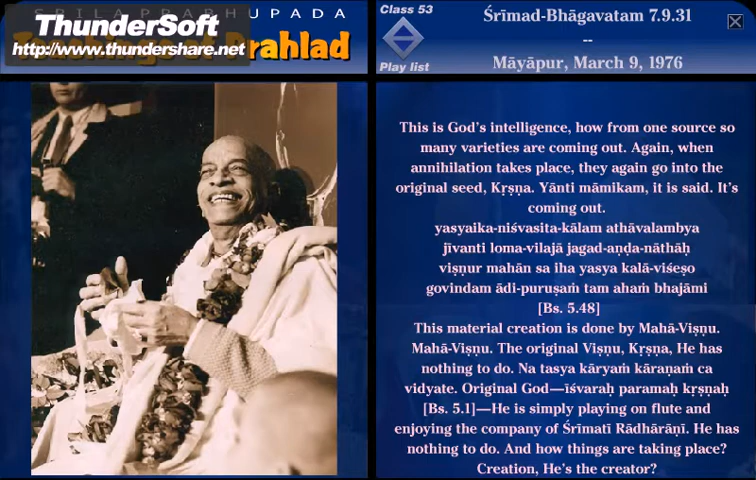 SRILA PRABHUPADA
ThunderSoft
http://www.thundershare.net
Teachings of Prahlad
Class 53
Play list
Śrīmad-Bhāgavatam 7.9.31
--
Māyāpur, March 9, 1976
This is God's intelligence, how from one source so
many varieties are coming out. Again, when
annihilation takes place, they again go into the
original seed, Kṛṣṇa. Yānti māmikam, it is said. It's
coming out.
yasyaika-niśvasita-kālam athāvalambya
jīvanti loma-vilajā jagad-aṇḍa-nāthāḥ
viṣṇur mahān sa iha yasya kalā-viśeṣo
govindam ādi-puruṣaṁ tam ahaṁ bhajāmi
[Bs. 5.48]
This material creation is done by Mahā-Viṣṇu.
Mahā-Viṣṇu. The original Viṣṇu, Kṛṣṇa, He has
nothing to do. Na tasya kāryaṁ kāraṇaṁ ca
vidyate. Original God—īśvaraḥ paramaḥ kṛṣṇaḥ
[Bs. 5.1]—He is simply playing on flute and
enjoying the company of Śrīmatī Rādhārāṇī. He has
nothing to do. And how things are taking place?
Creation, He's the creator?